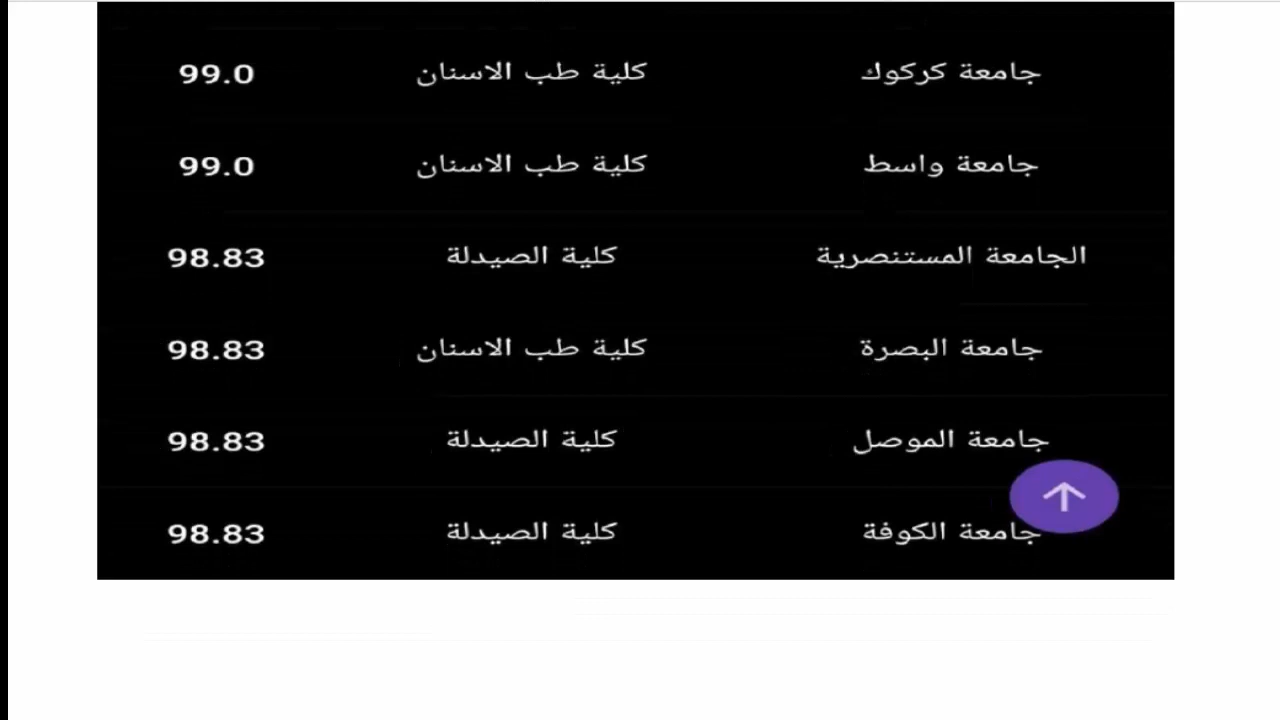 جامعة كركوك كلية طب الاسنان 99.0
جامعة واسط كلية طب الاسنان 99.0
الجامعة المستنصرية كلية الصيدلة 98.83
جامعة البصرة كلية طب الاسنان 98.83
جامعة الموصل كلية الصيدلة 98.83
جامعة الكوفة كلية الصيدلة 98.83